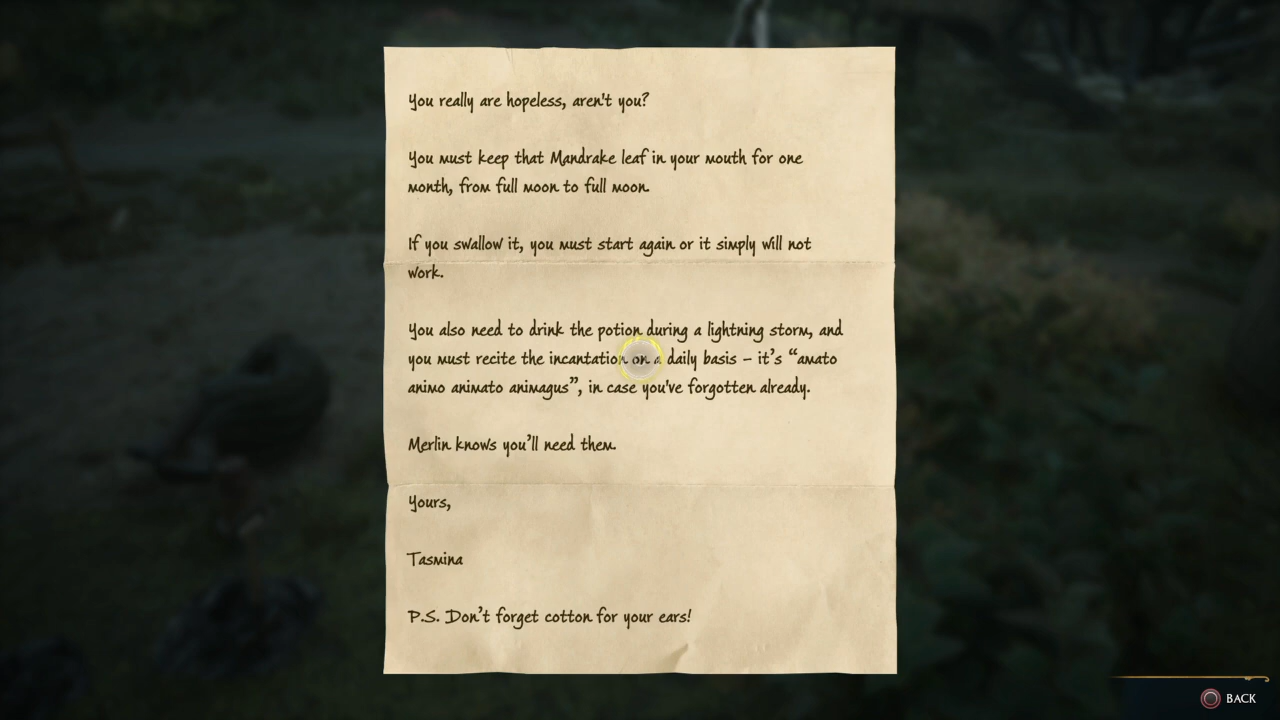 You really are hopeless, aren't you?
You must keep that Mandrake leaf in your mouth for one
month, from full moon to full moon.
If you swallow it, you must start again or it simply will not
work.
You also need to drink the potion during a lightning storm, and
you must recite the incantation on a daily basis – it's “amato
animo animato animagus”, in case you've forgotten already.
Merlin knows you'll need them.
Yours,
Tasmina
P.S. Don't forget cotton for your ears!
BACK